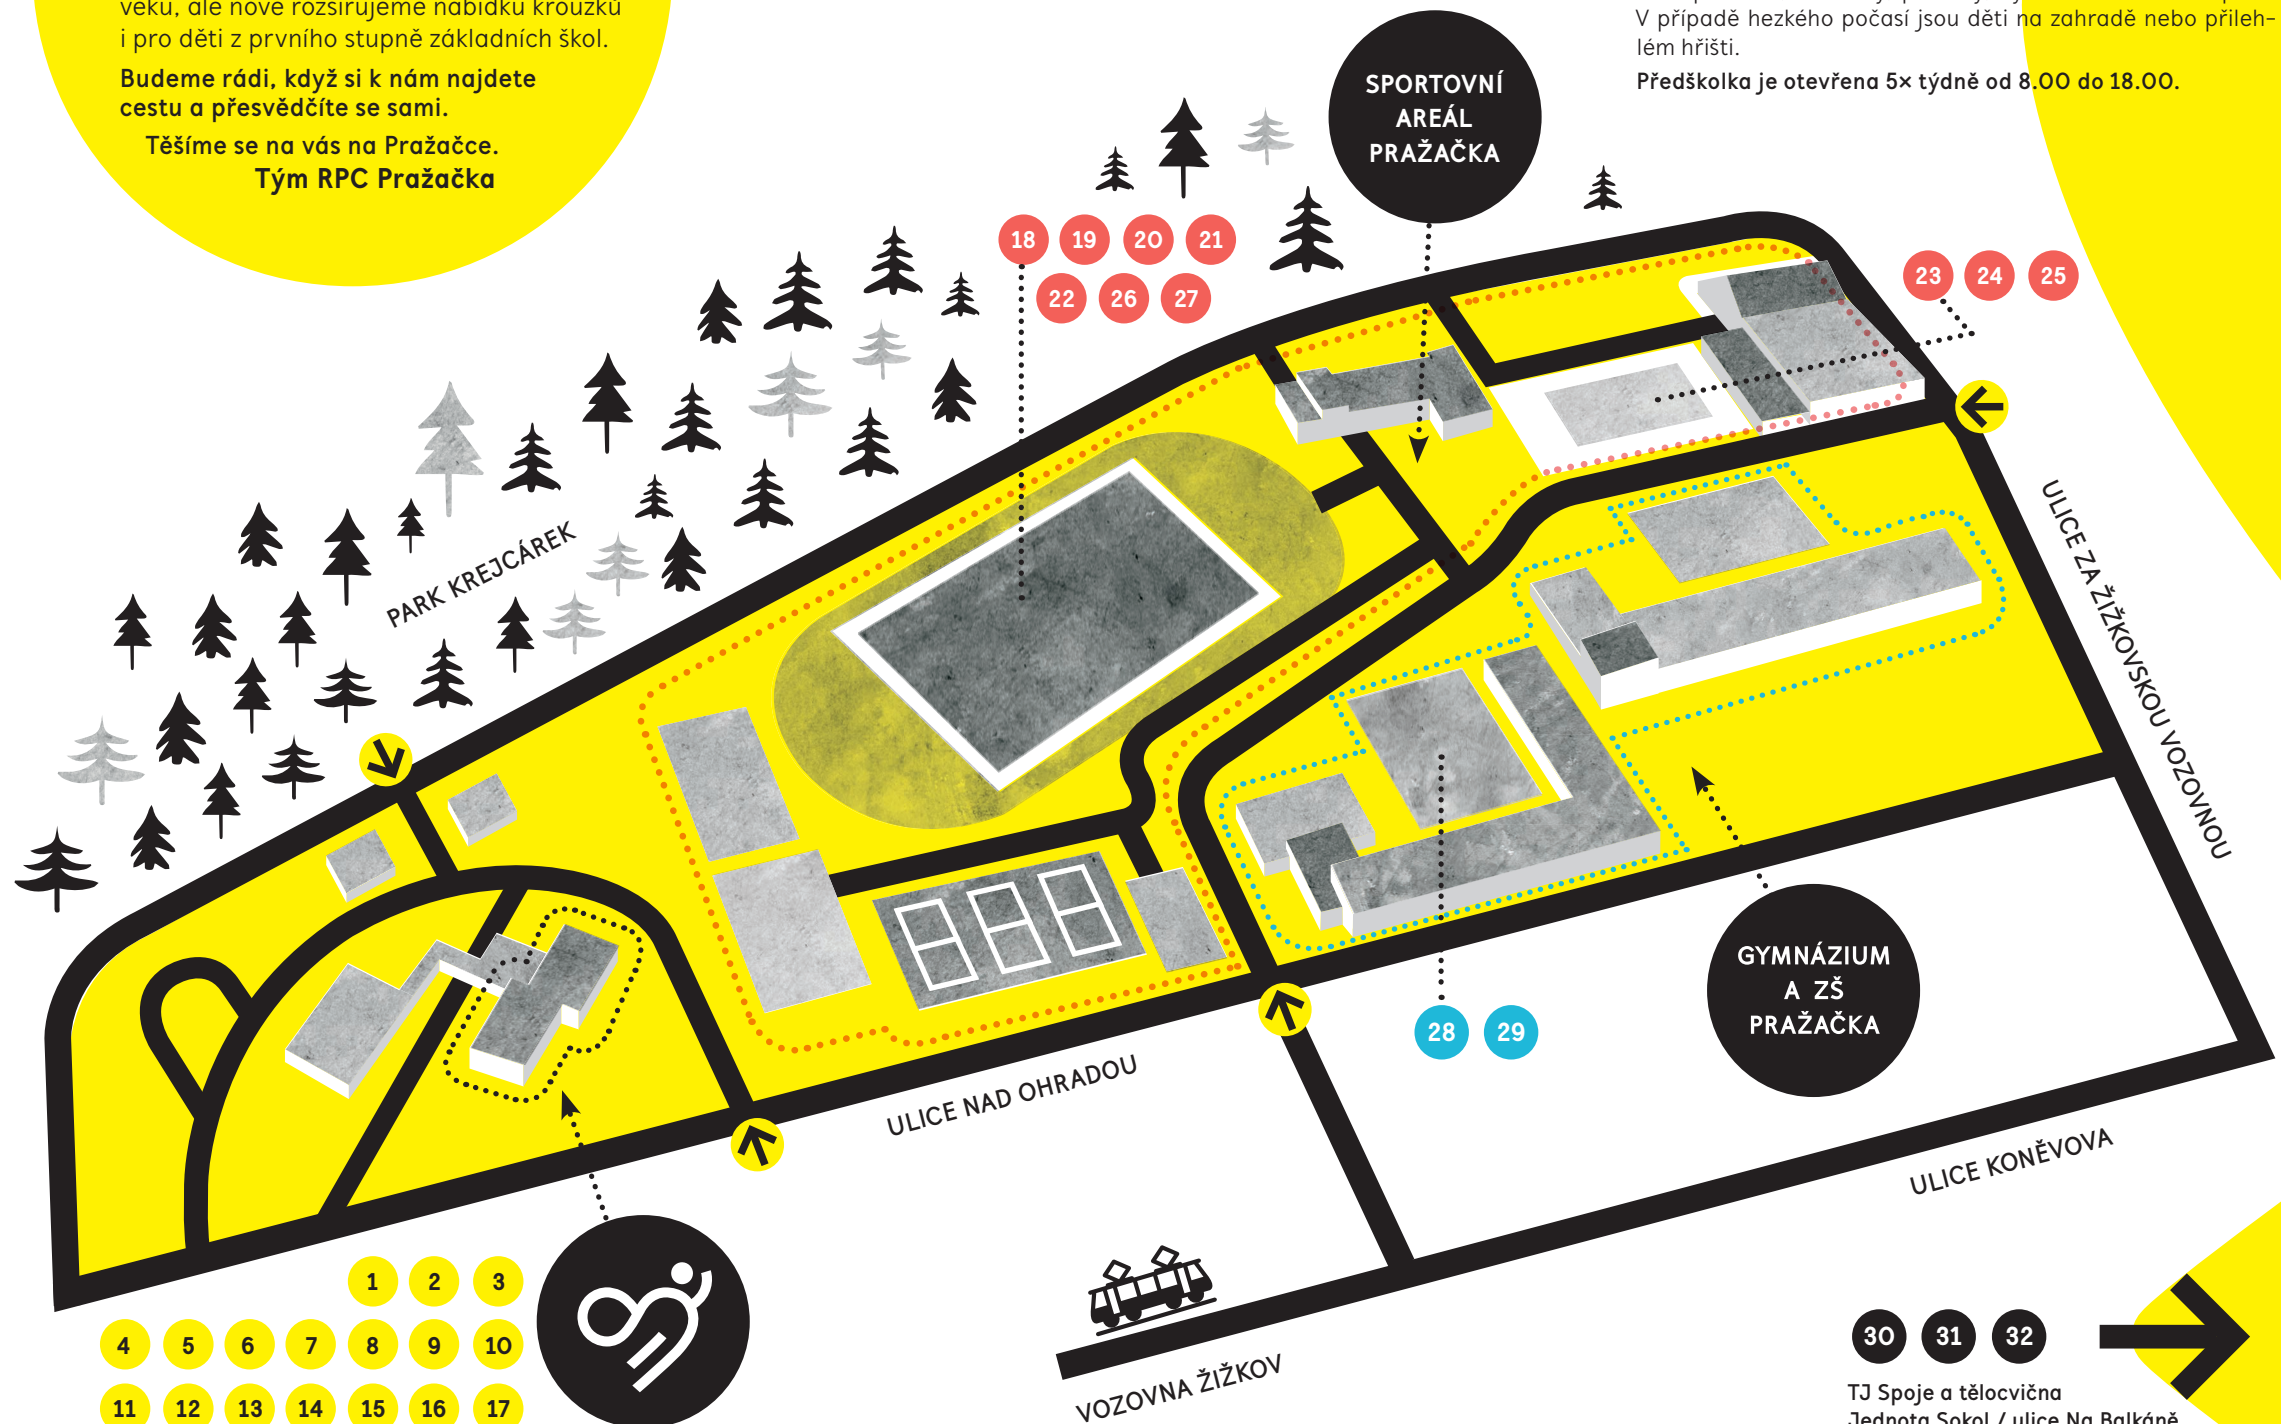 věku, ale nově rozšiřujeme nabídku kroužků
i pro děti z prvního stupně základních škol.
Budeme rádi, když si k nám najdete
cestu a přesvědčíte se sami.
Těšíme se na vás na Pražačce.
Tým RPC Pražačka
V případě hezkého počasí jsou děti na zahradě nebo přileh-
lém hřišti.
Předškolka je otevřena 5× týdně od 8.00 do 18.00.
SPORTOVNÍ
AREÁL
PRAŽAČKA
18 19 20 21
22 26 27
23 24 25
PARK KREJCÁREK
ULICE ZA ŽIŽKOVSKOU VOZOVNOU
GYMNÁZIUM
A ZŠ
PRAŽAČKA
28 29
ULICE NAD OHRADOU
ULICE KONĚVOVA
VOZOVNA ŽIŽKOV
1 2 3
4 5 6 7 8 9 10
11 12 13 14 15 16 17
30 31 32
TJ Spoje a tělocvična
Jednota Sokol / ulice Na Balkáně